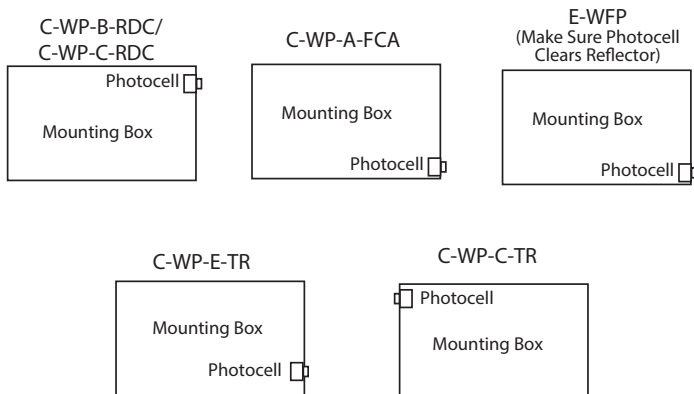 C-WP-B-RDC/
C-WP-C-RDC
Photocell
Mounting Box
C-WP-A-FCA
Mounting Box
Photocell
E-WFP
(Make Sure Photocell
Clears Reflector)
Mounting Box
Photocell
C-WP-E-TR
Mounting Box
Photocell
C-WP-C-TR
Photocell
Mounting Box